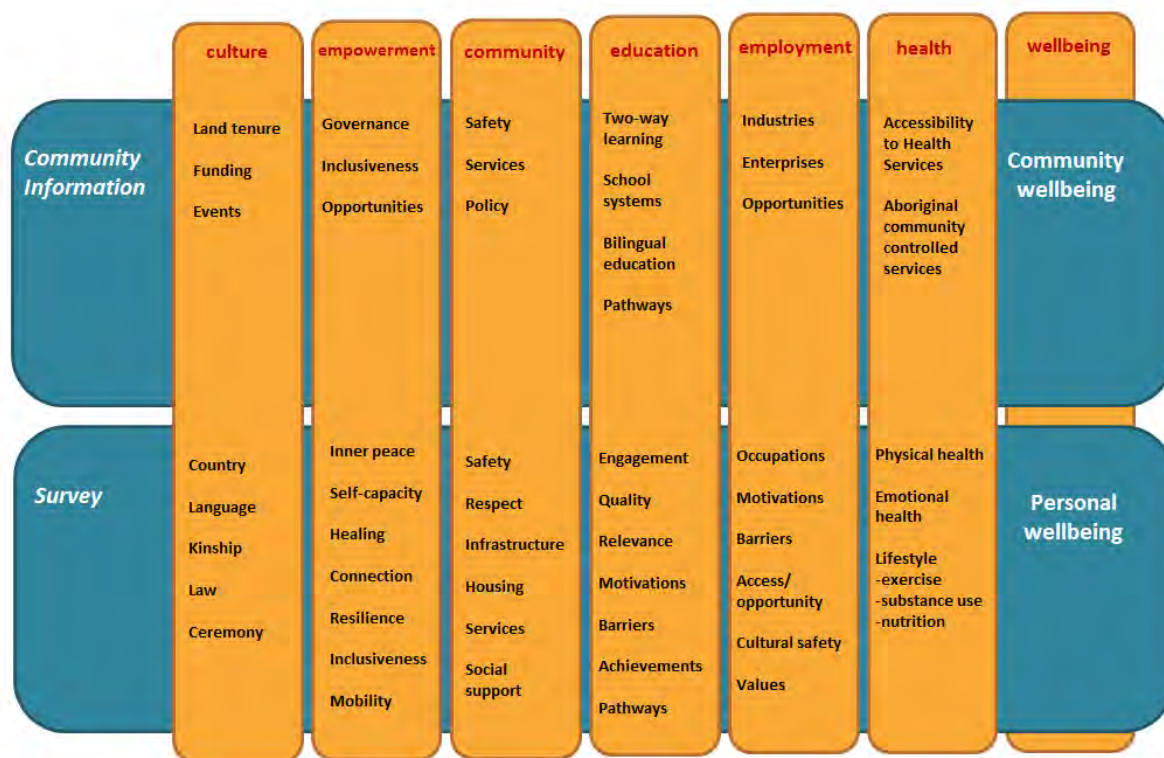 culture
empowerment
community
education
employment
health
wellbeing
Community
Information
Land tenure
Funding
Events
Governance
Inclusiveness
Opportunities
Safety
Services
Policy
Two-way
learning
School
systems
Bilingual
education
Pathways
Industries
Enterprises
Opportunities
Accessibility
to Health
Services
Aboriginal
community
controlled
services
Community
wellbeing
Survey
Country
Language
Kinship
Law
Ceremony
Inner peace
Self-capacity
Healing
Connection
Resilience
Inclusiveness
Mobility
Safety
Respect
Infrastructure
Housing
Services
Social
support
Engagement
Quality
Relevance
Motivations
Barriers
Achievements
Pathways
Occupations
Motivations
Barriers
Access/
opportunity
Cultural safety
Values
Physical health
Emotional
health
Lifestyle
-exercise
-substance use
-nutrition
Personal
wellbeing